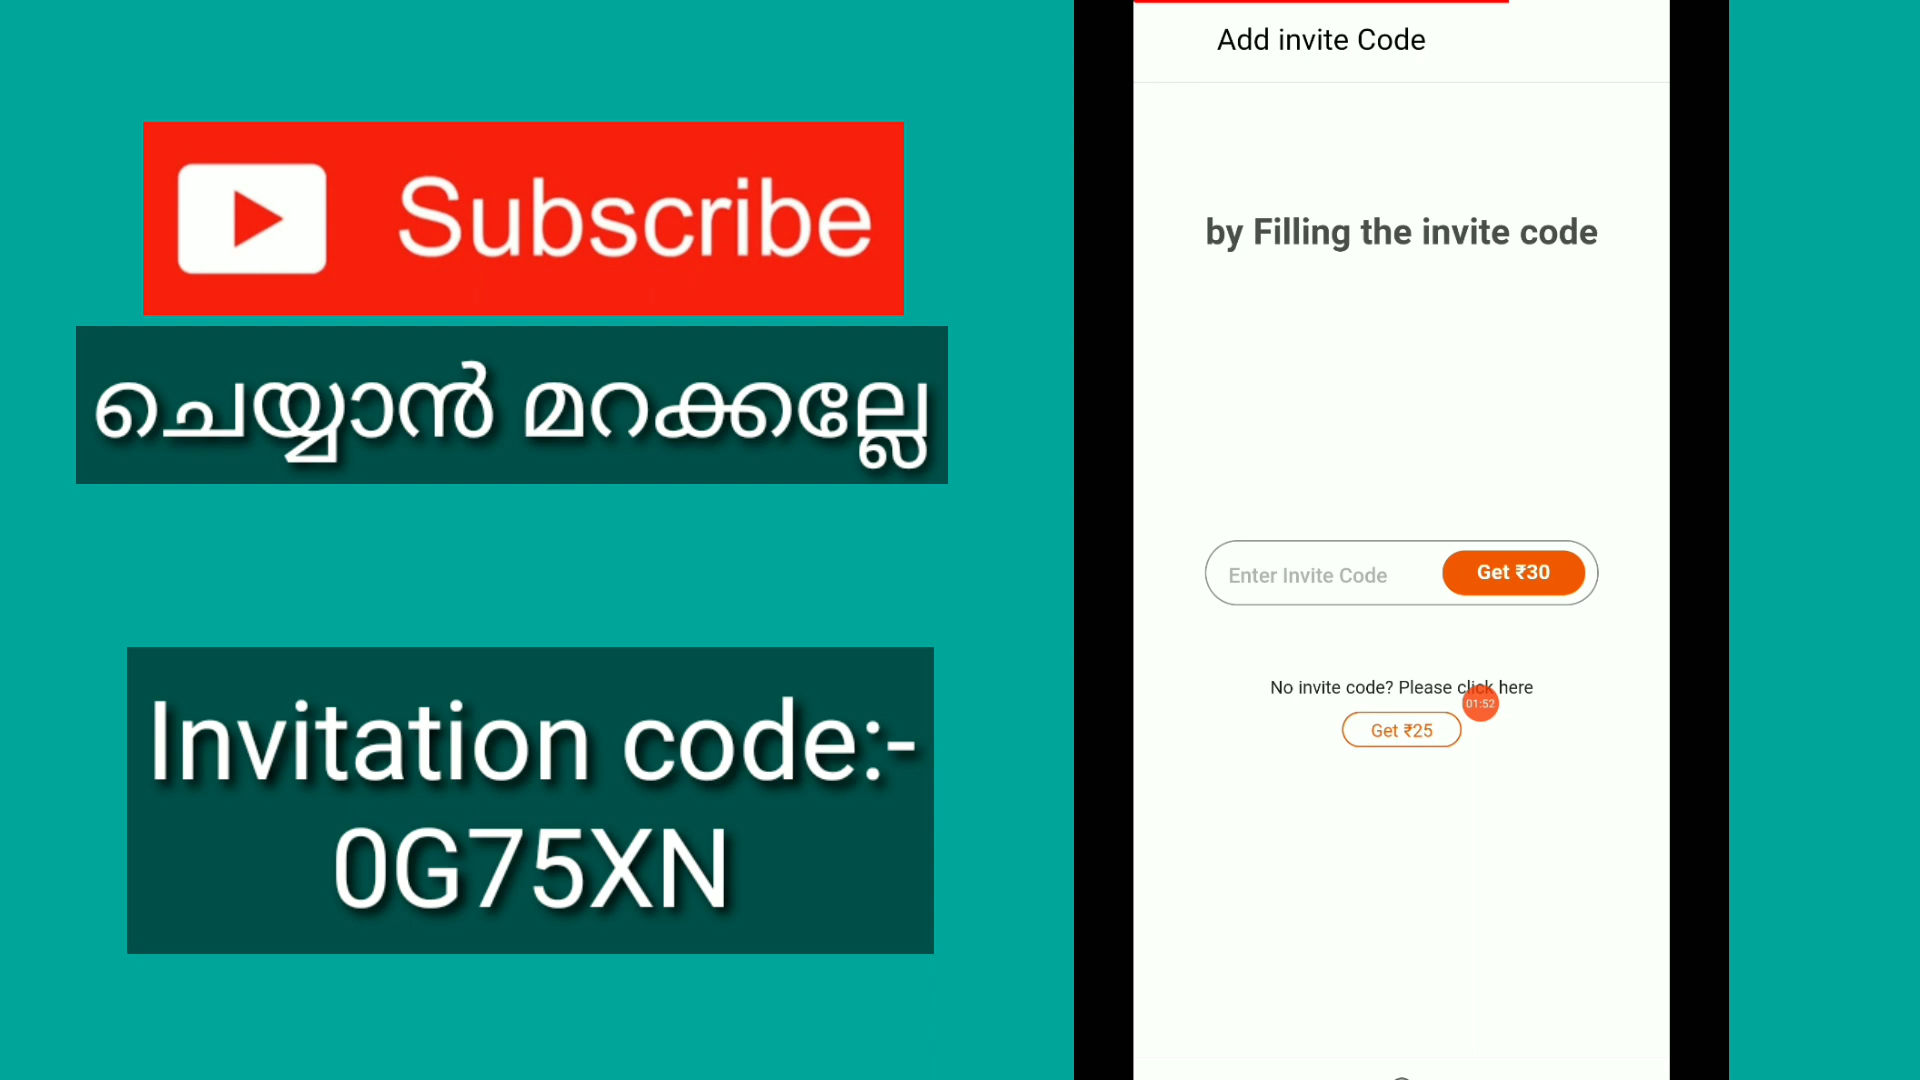 Subscribe
ചെയ്യാൻ മറക്കല്ലേ
Invitation code:-
0G75XN
Add invite Code
by Filling the invite code
Enter Invite Code
Get ₹30
No invite code? Please click here
01:52
Get ₹25